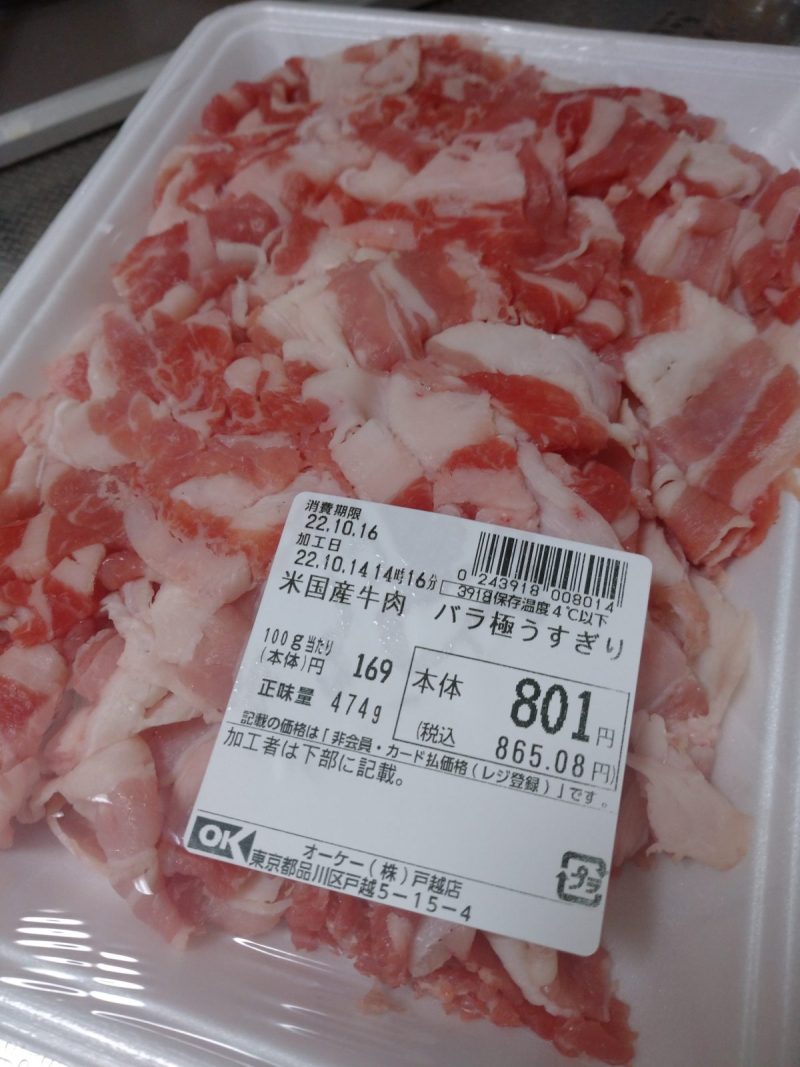 消費期限
22.10.16
加工日
22.10.14 14時16分
0 243918 008014
3918 保存温度4℃以下
米国産牛肉 バラ極うすぎり
100g当たり
(本体)円 169
正味量 474g
本体 801円
(税込 865.08円)
記載の価格は「非会員・カード払価格(レジ登録)」です。
加工者は下部に記載。
OK
オーケー(株)戸越店
東京都品川区戸越5-15-4
プラ